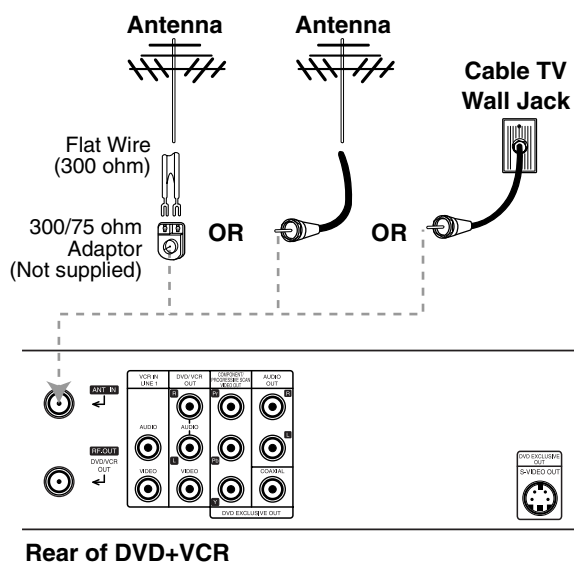 Antenna
Antenna
Cable TV
Wall Jack
Flat Wire
(300 ohm)
300/75 ohm
Adaptor
(Not supplied)
OR
OR
ANT IN
RF.OUT
DVD/VCR
OUT
VCR IN
LINE 1
AUDIO
VIDEO
DVD/VCR
OUT
R
AUDIO
L
VIDEO
COMPONENT/
PROGRESSIVE SCAN
VIDEO OUT
Pr
Pb
Y
AUDIO
OUT
R
L
COAXIAL
DVD EXCLUSIVE OUT
DVD EXCLUSIVE
OUT
S-VIDEO OUT
Rear of DVD+VCR